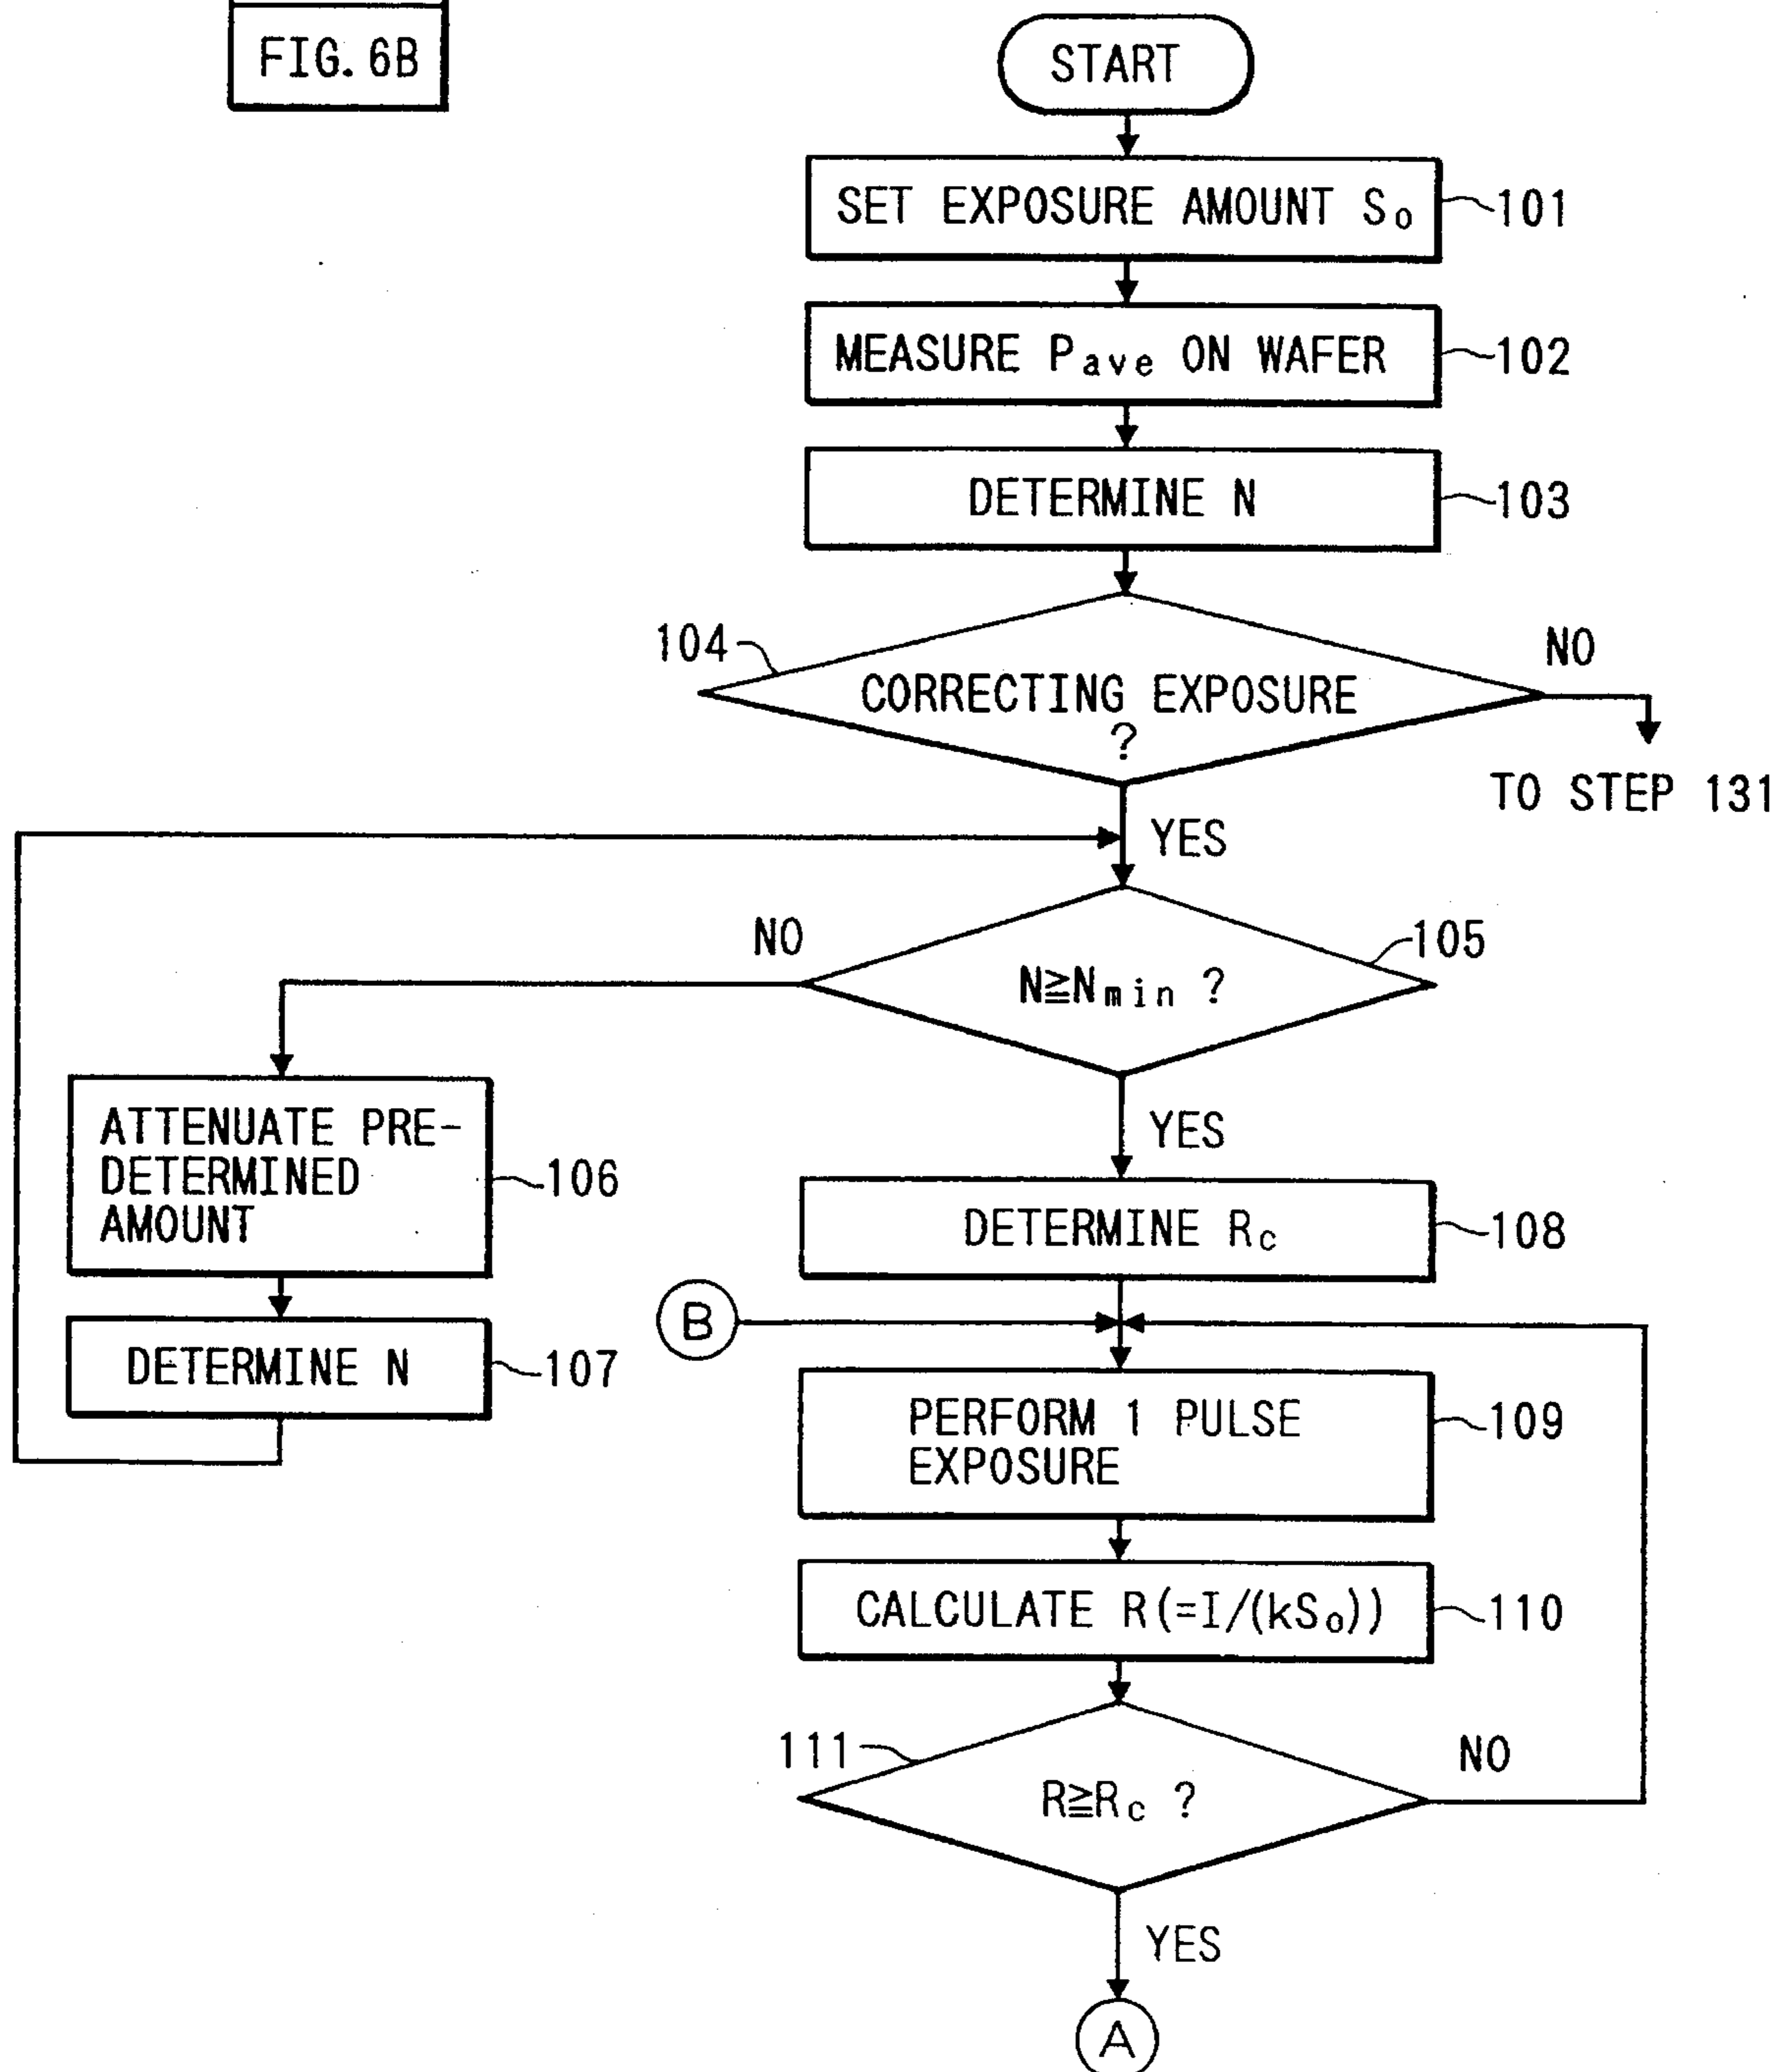 FIG. 6B
START
SET EXPOSURE AMOUNT So
101
MEASURE Pave ON WAFER
102
DETERMINE N
103
104
CORRECTING EXPOSURE
?
NO
TO STEP 131
YES
NO
N≧Nmin ?
105
ATTENUATE PRE-
DETERMINED
AMOUNT
106
YES
DETERMINE Rc
108
B
DETERMINE N
107
PERFORM 1 PULSE
EXPOSURE
109
CALCULATE R(=I/(kSo))
110
111
R≧Rc ?
NO
YES
A